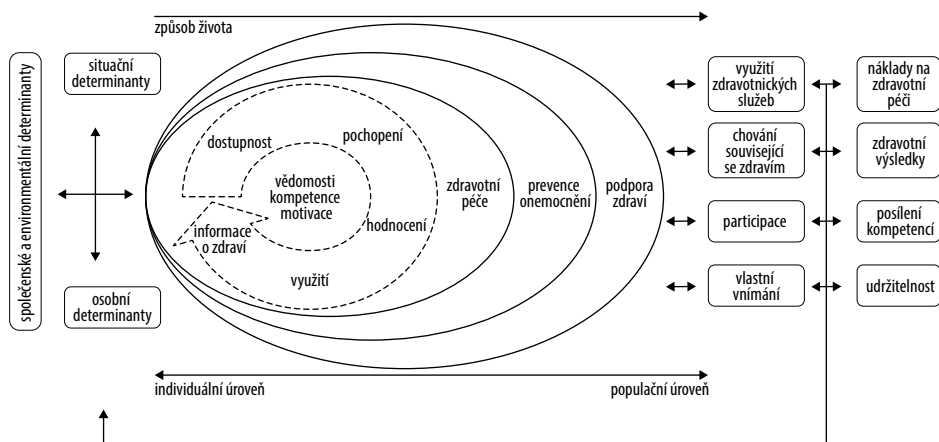 způsob života
společenské a environmentální determinanty
situační
determinanty
osobní
determinanty
dostupnost
pochopení
vědomosti
kompetence
motivace
informace
o zdraví
hodnocení
využití
zdravotní
péče
prevence
onemocnění
podpora
zdraví
využití
zdravotnických
služeb
náklady na
zdravotní
péči
chování
související
se zdravím
zdravotní
výsledky
participace
posílení
kompetencí
vlastní
vnímání
udržitelnost
individuální úroveň
populační úroveň